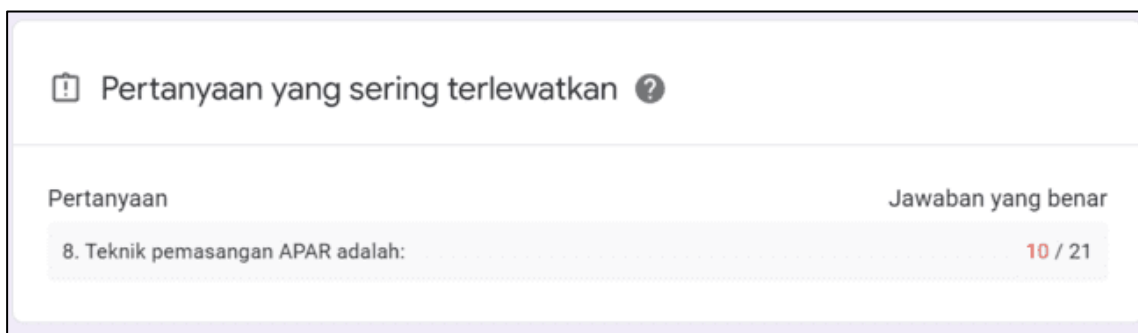 Pertanyaan yang sering terlewatkan
Pertanyaan Jawaban yang benar
8. Teknik pemasangan APAR adalah: 10 / 21